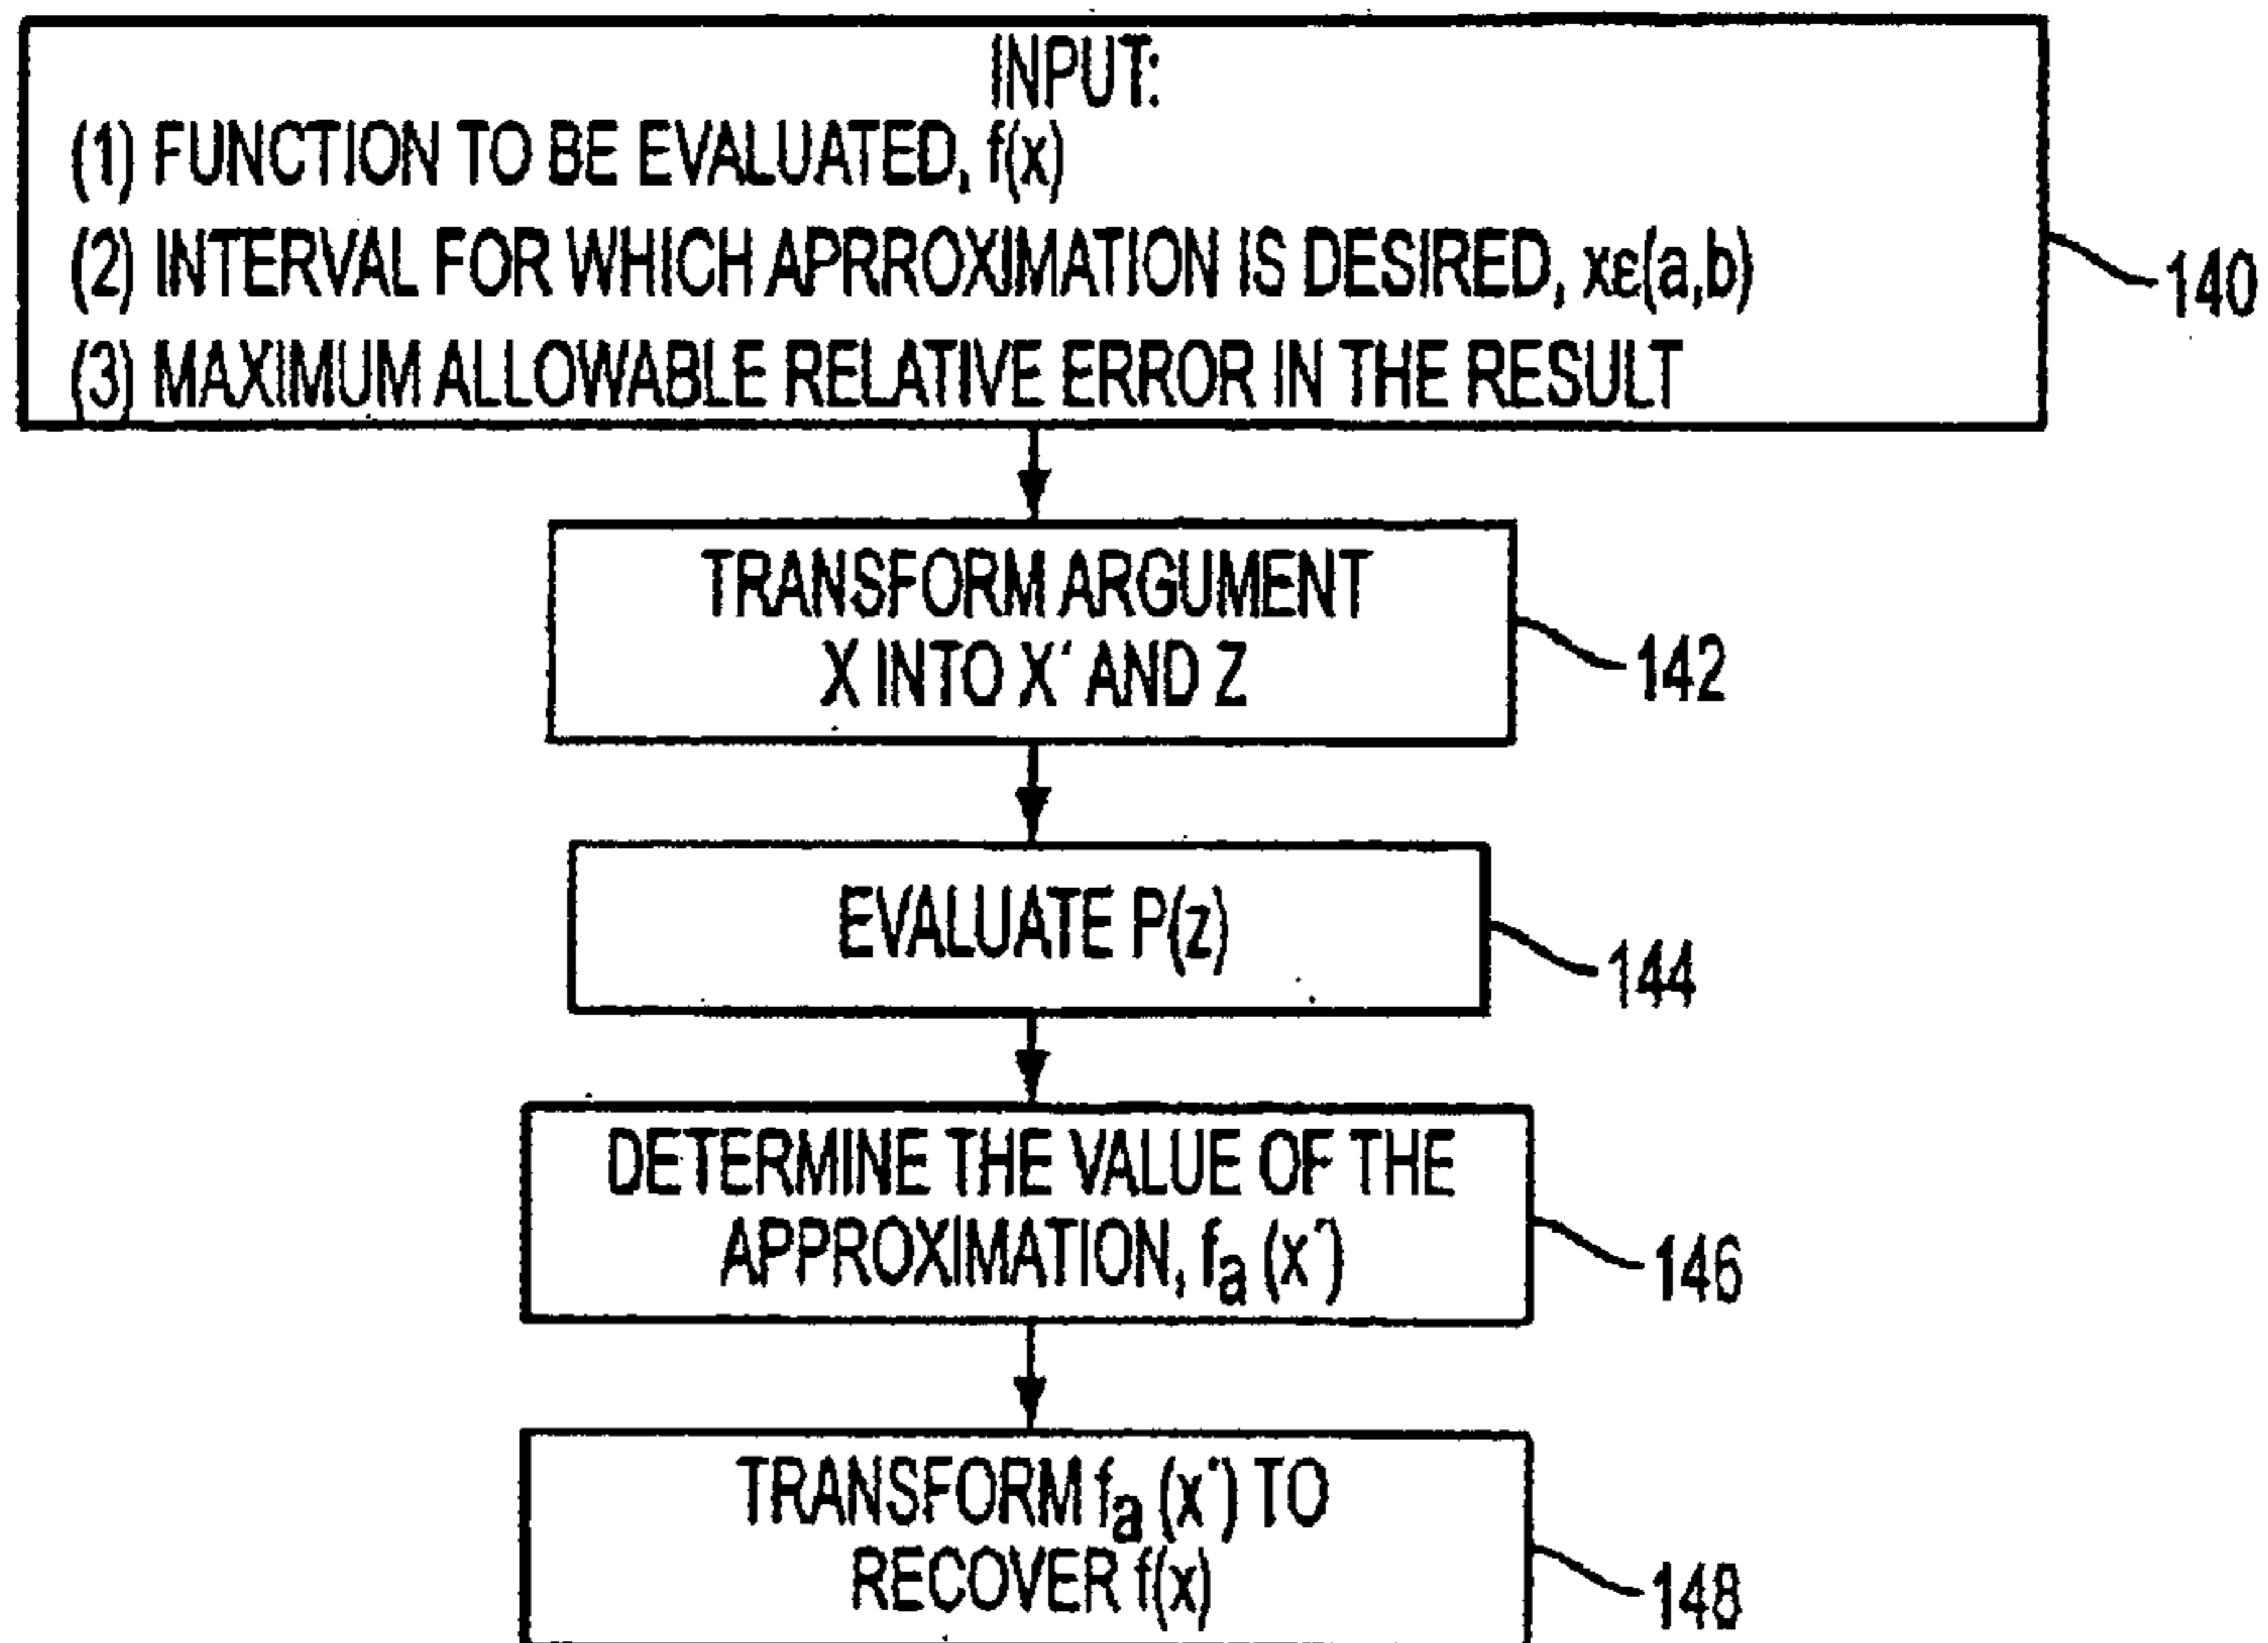 INPUT:
(1) FUNCTION TO BE EVALUATED, f(x)
(2) INTERVAL FOR WHICH APRROXIMATION IS DESIRED, xε(a,b)
(3) MAXIMUM ALLOWABLE RELATIVE ERROR IN THE RESULT
140
TRANSFORM ARGUMENT
X INTO X' AND Z
142
EVALUATE P(z)
144
DETERMINE THE VALUE OF THE
APPROXIMATION, fa (x')
146
TRANSFORM fa (x') TO
RECOVER f(x)
148